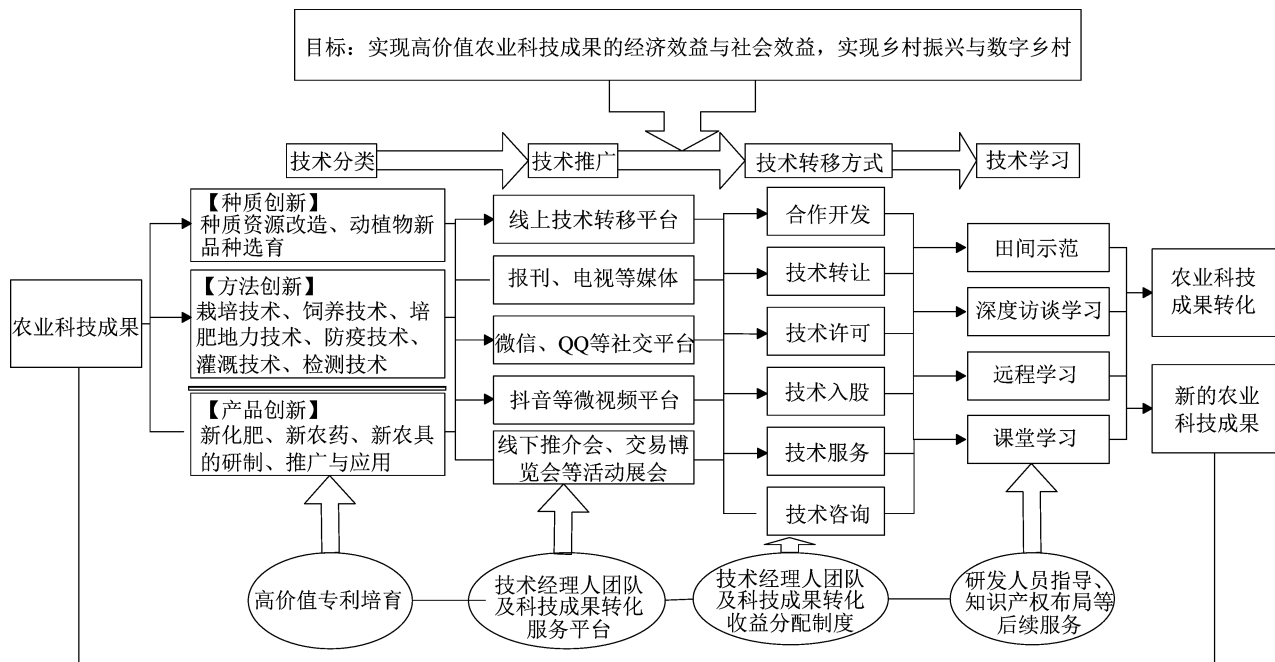 目标：实现高价值农业科技成果的经济效益与社会效益，实现乡村振兴与数字乡村
技术分类
技术推广
技术转移方式
技术学习
农业科技成果
【种质创新】
种质资源改造、动植物新
品种选育
【方法创新】
栽培技术、饲养技术、培
肥地力技术、防疫技术、
灌溉技术、检测技术
【产品创新】
新化肥、新农药、新农具
的研制、推广与应用
线上技术转移平台
报刊、电视等媒体
微信、QQ等社交平台
抖音等微视频平台
线下推介会、交易博
览会等活动展会
合作开发
技术转让
技术许可
技术入股
技术服务
技术咨询
田间示范
深度访谈学习
远程学习
课堂学习
农业科技
成果转化
新的农业
科技成果
高价值专利培育
技术经理人团队
及科技成果转化
服务平台
技术经理人团队
及科技成果转化
收益分配制度
研发人员指导、
知识产权布局等
后续服务